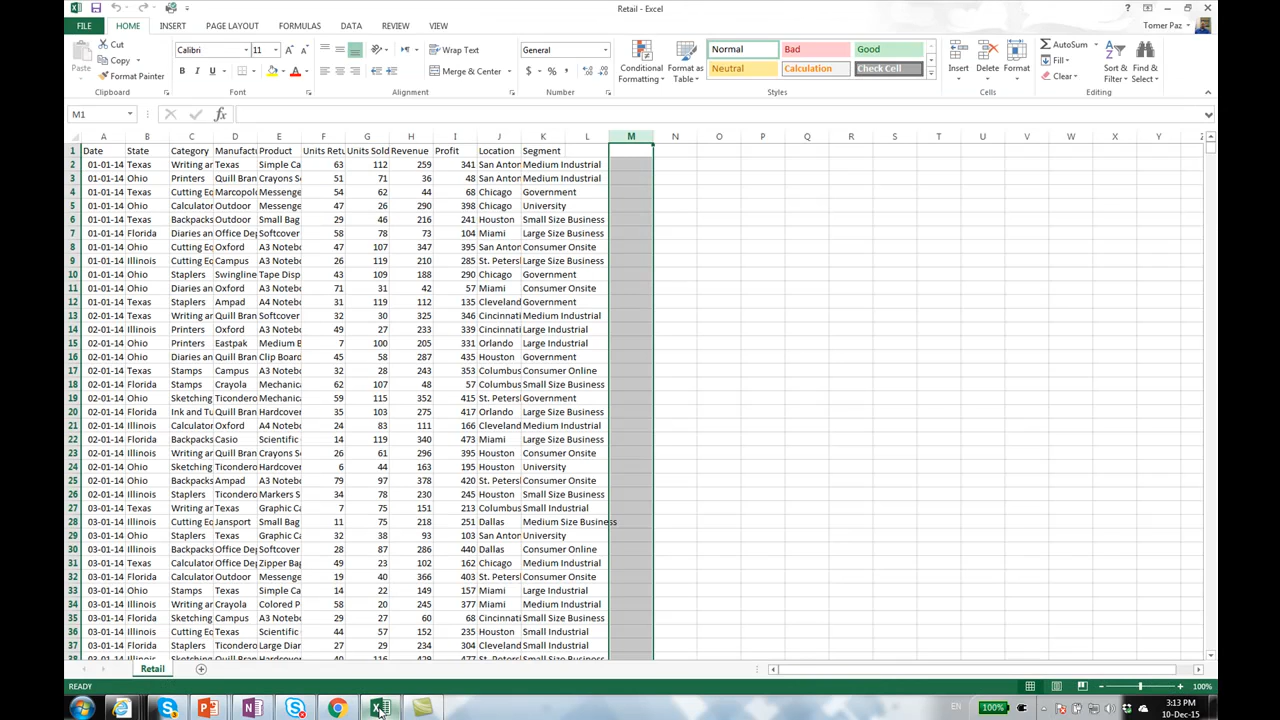 Retail - Excel
FILE HOME INSERT PAGE LAYOUT FORMULAS DATA REVIEW VIEW Tomer Paz
Paste Cut Copy Format Painter Clipboard
Calibri 11 B I U Font
Wrap Text Merge & Center Alignment
General $ % Number
Conditional Formatting Format as Table Normal Bad Good Neutral Calculation Check Cell Styles
Insert Delete Format Cells
AutoSum Fill Clear Sort & Filter Find & Select Editing
M1 fx
A B C D E F G H I J K L M N O P Q R S T U V W X Y
1 Date State Category Manufactu Product Units Retu Units Sold Revenue Profit Location Segment
2 01-01-14 Texas Writing an Texas Simple Ca 63 112 259 341 San Anton Medium Industrial
3 01-01-14 Ohio Printers Quill Bran Crayons S 51 71 36 48 San Anton Medium Industrial
4 01-01-14 Texas Cutting Eq Marcopol Messenge 54 62 44 68 Chicago Government
5 01-01-14 Ohio Calculator Outdoor Messenge 47 26 290 398 Chicago University
6 01-01-14 Texas Backpacks Outdoor Small Bag 29 46 216 241 Houston Small Size Business
7 01-01-14 Florida Diaries an Office Dep Softcover 58 78 73 104 Miami Large Size Business
8 01-01-14 Ohio Cutting Eq Oxford A3 Notebo 47 107 347 395 San Anton Consumer Onsite
9 01-01-14 Illinois Cutting Eq Campus A3 Notebo 26 119 210 285 St. Peters Large Size Business
10 01-01-14 Ohio Staplers Swingline Tape Disp 43 109 188 290 Chicago Government
11 01-01-14 Ohio Diaries an Oxford A3 Notebo 71 31 42 57 Miami Consumer Onsite
12 01-01-14 Texas Staplers Ampad A4 Notebo 31 119 112 135 Cleveland Government
13 02-01-14 Texas Writing an Quill Bran Softcover 32 30 325 346 Cincinnati Medium Industrial
14 02-01-14 Illinois Printers Oxford A3 Notebo 49 27 233 339 Cincinnati Large Industrial
15 02-01-14 Texas Printers Eastpak Medium B 7 100 205 331 Orlando Large Industrial
16 02-01-14 Ohio Diaries an Quill Bran Clip Board 45 58 287 435 Houston Government
17 02-01-14 Texas Stamps Campus A3 Notebo 32 28 243 353 Columbus Consumer Online
18 02-01-14 Florida Stamps Crayola Mechanic 62 107 48 57 Columbus Small Size Business
19 02-01-14 Ohio Sketching Ticondero Mechanic 59 115 352 415 St. Peters Government
20 02-01-14 Florida Ink and Tu Quill Bran Hardcove 35 103 275 417 Orlando Large Size Business
21 02-01-14 Illinois Calculator Oxford A3 Notebo 24 83 111 166 Cleveland Medium Industrial
22 02-01-14 Florida Backpacks Casio Scientific 14 119 340 473 Miami Large Size Business
23 02-01-14 Illinois Writing an Quill Bran Crayons S 26 61 296 395 Houston Consumer Onsite
24 02-01-14 Ohio Sketching Ticondero Hardcove 6 44 163 195 Houston University
25 02-01-14 Ohio Backpacks Ampad A3 Notebo 79 97 378 420 St. Peters Consumer Onsite
26 02-01-14 Illinois Staplers Ticondero Markers S 34 78 230 245 Houston Small Size Business
27 03-01-14 Texas Writing an Texas Graphic Ca 7 75 151 213 Columbus Small Industrial
28 03-01-14 Illinois Cutting Eq Jansport Small Bag 11 75 218 251 Dallas Medium Size Business
29 03-01-14 Ohio Writing an Texas Graphic Ca 32 38 93 103 San Anton University
30 03-01-14 Illinois Backpacks Office Dep Softcover 28 87 286 440 Dallas Consumer Online
31 03-01-14 Texas Calculator Office Dep Zipper Bag 49 23 102 162 Chicago Medium Industrial
32 03-01-14 Florida Calculator Outdoor Messenge 19 40 366 403 St. Peters Consumer Onsite
33 03-01-14 Ohio Stamps Texas Simple Ca 14 22 149 157 Miami Large Industrial
34 03-01-14 Illinois Writing an Crayola Colored P 58 20 245 377 Miami Medium Industrial
35 03-01-14 Florida Sketching Campus A3 Notebo 29 27 60 68 Cincinnati Small Size Business
36 03-01-14 Illinois Cutting Eq Texas Scientific 44 57 152 235 Houston Small Industrial
37 03-01-14 Florida Staplers Ticondero Large Diar 27 29 234 304 Cleveland Small Industrial
Retail
READY 100%
EN 100% 3:13 PM
10-Dec-15